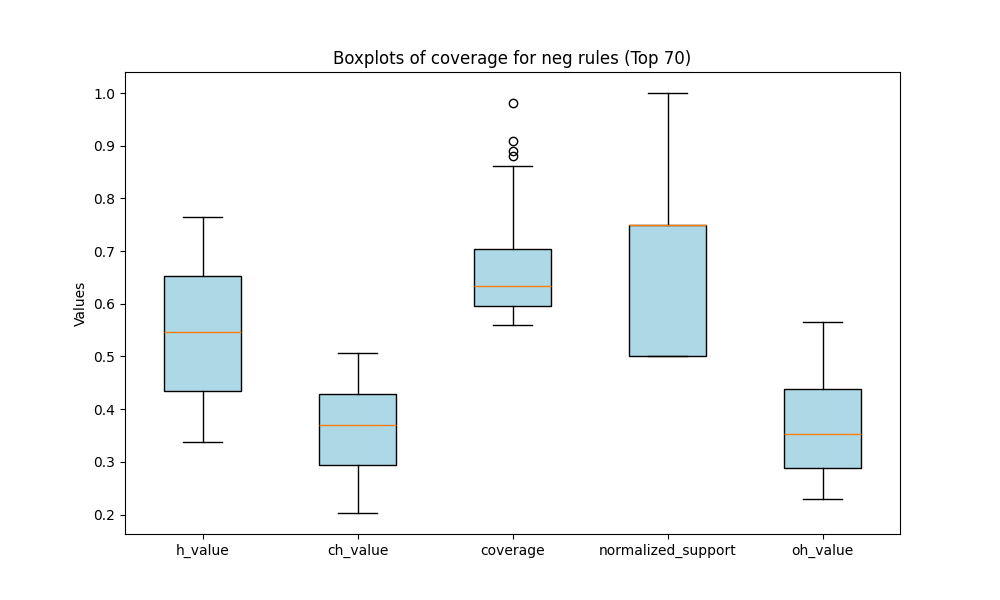 Boxplots of coverage for neg rules (Top 70)
Values
1.0
0.9
0.8
0.7
0.6
0.5
0.4
0.3
0.2
h_value
ch_value
coverage
normalized_support
oh_value